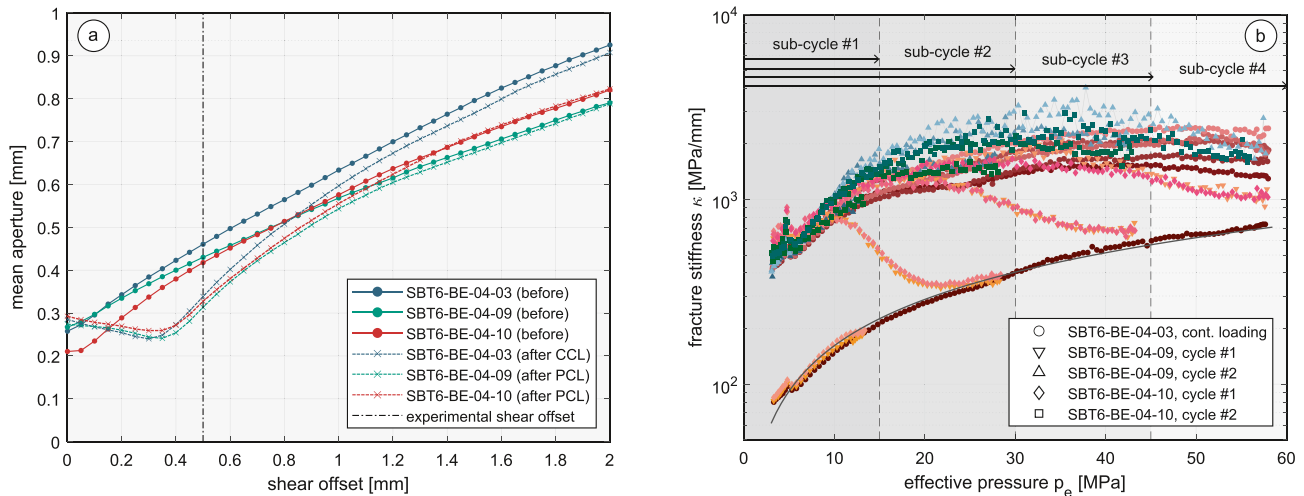 a
mean aperture [mm]
1
0.9
0.8
0.7
0.6
0.5
0.4
0.3
0.2
0.1
0
0 0.2 0.4 0.6 0.8 1 1.2 1.4 1.6 1.8 2
shear offset [mm]
SBT6-BE-04-03 (before)
SBT6-BE-04-09 (before)
SBT6-BE-04-10 (before)
SBT6-BE-04-03 (after CCL)
SBT6-BE-04-09 (after PCL)
SBT6-BE-04-10 (after PCL)
experimental shear offset
b
fracture stiffness κ [MPa/mm]
10^4
10^3
10^2
sub-cycle #1
sub-cycle #2
sub-cycle #3
sub-cycle #4
SBT6-BE-04-03, cont. loading
SBT6-BE-04-09, cycle #1
SBT6-BE-04-09, cycle #2
SBT6-BE-04-10, cycle #1
SBT6-BE-04-10, cycle #2
0 10 20 30 40 50 60
effective pressure p_e [MPa]